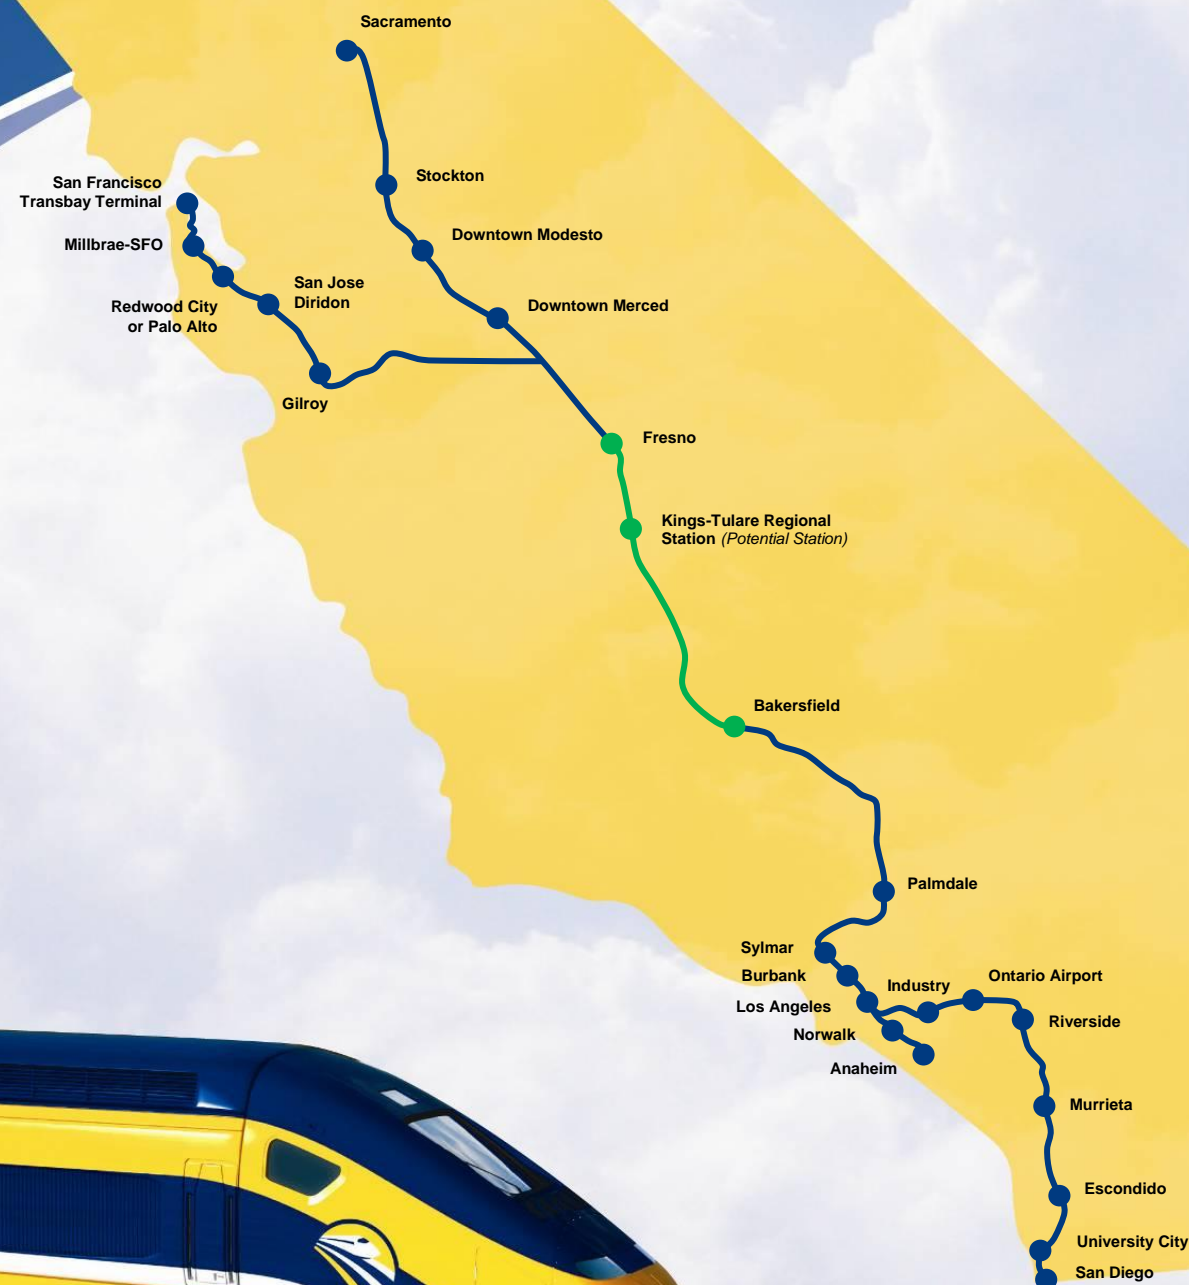 Sacramento
Stockton
San Francisco
Transbay Terminal
Downtown Modesto
Millbrae-SFO
San Jose
Diridon
Redwood City
or Palo Alto
Downtown Merced
Gilroy
Fresno
Kings-Tulare Regional
Station (Potential Station)
Bakersfield
Palmdale
Sylmar
Burbank
Los Angeles
Industry
Ontario Airport
Norwalk
Riverside
Anaheim
Murrieta
Escondido
University City
San Diego